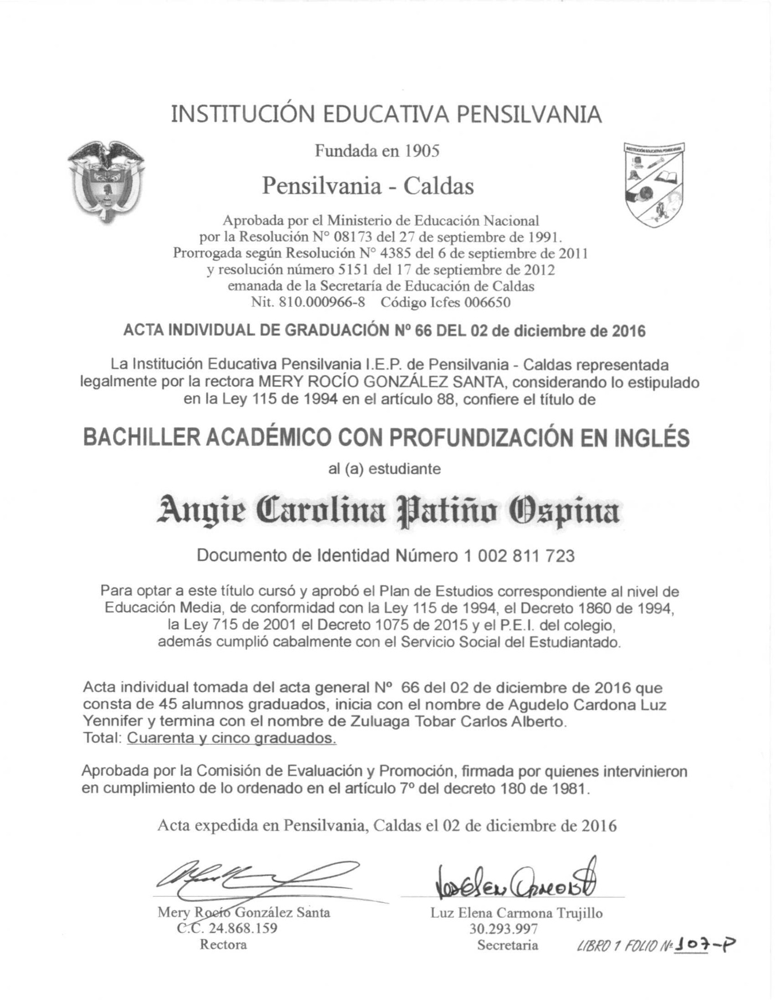 INSTITUCIÓN EDUCATIVA PENSILVANIA
Fundada en 1905
INSTITUCIÓN EDUCATIVA PENSILVANIA
Pensilvania - Caldas
Aprobada por el Ministerio de Educación Nacional
por la Resolución N° 08173 del 27 de septiembre de 1991.
Prorrogada según Resolución N° 4385 del 6 de septiembre de 2011
y resolución número 5151 del 17 de septiembre de 2012
emanada de la Secretaría de Educación de Caldas
Nit. 810.000966-8 Código Icfes 006650
ACTA INDIVIDUAL DE GRADUACIÓN Nº 66 DEL 02 de diciembre de 2016
La Institución Educativa Pensilvania I.E.P. de Pensilvania - Caldas representada
legalmente por la rectora MERY ROCÍO GONZÁLEZ SANTA, considerando lo estipulado
en la Ley 115 de 1994 en el artículo 88, confiere el título de
BACHILLER ACADÉMICO CON PROFUNDIZACIÓN EN INGLÉS
al (a) estudiante
Angie Carolina Patiño Ospina
Documento de Identidad Número 1 002 811 723
Para optar a este título cursó y aprobó el Plan de Estudios correspondiente al nivel de
Educación Media, de conformidad con la Ley 115 de 1994, el Decreto 1860 de 1994,
la Ley 715 de 2001 el Decreto 1075 de 2015 y el P.E.I. del colegio,
además cumplió cabalmente con el Servicio Social del Estudiantado.
Acta individual tomada del acta general Nº 66 del 02 de diciembre de 2016 que
consta de 45 alumnos graduados, inicia con el nombre de Agudelo Cardona Luz
Yennifer y termina con el nombre de Zuluaga Tobar Carlos Alberto.
Total: Cuarenta y cinco graduados.
Aprobada por la Comisión de Evaluación y Promoción, firmada por quienes intervinieron
en cumplimiento de lo ordenado en el artículo 7º del decreto 180 de 1981.
Acta expedida en Pensilvania, Caldas el 02 de diciembre de 2016
Mery Rocío González Santa
C.C. 24.868.159
Rectora
Luz Elena Carmona Trujillo
30.293.997
Secretaria
LIBRO 1 FOLIO Nº 107-P